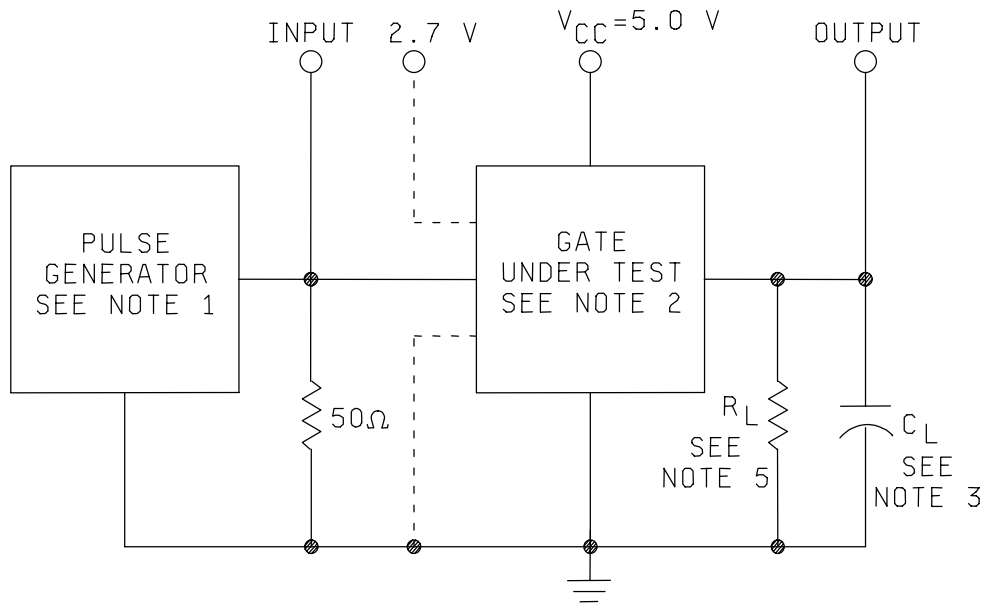 INPUT
2.7 V
VCC=5.0 V
OUTPUT
PULSE
GENERATOR
SEE NOTE 1
GATE
UNDER TEST
SEE NOTE 2
50Ω
RL
SEE
NOTE 5
CL
SEE
NOTE 3